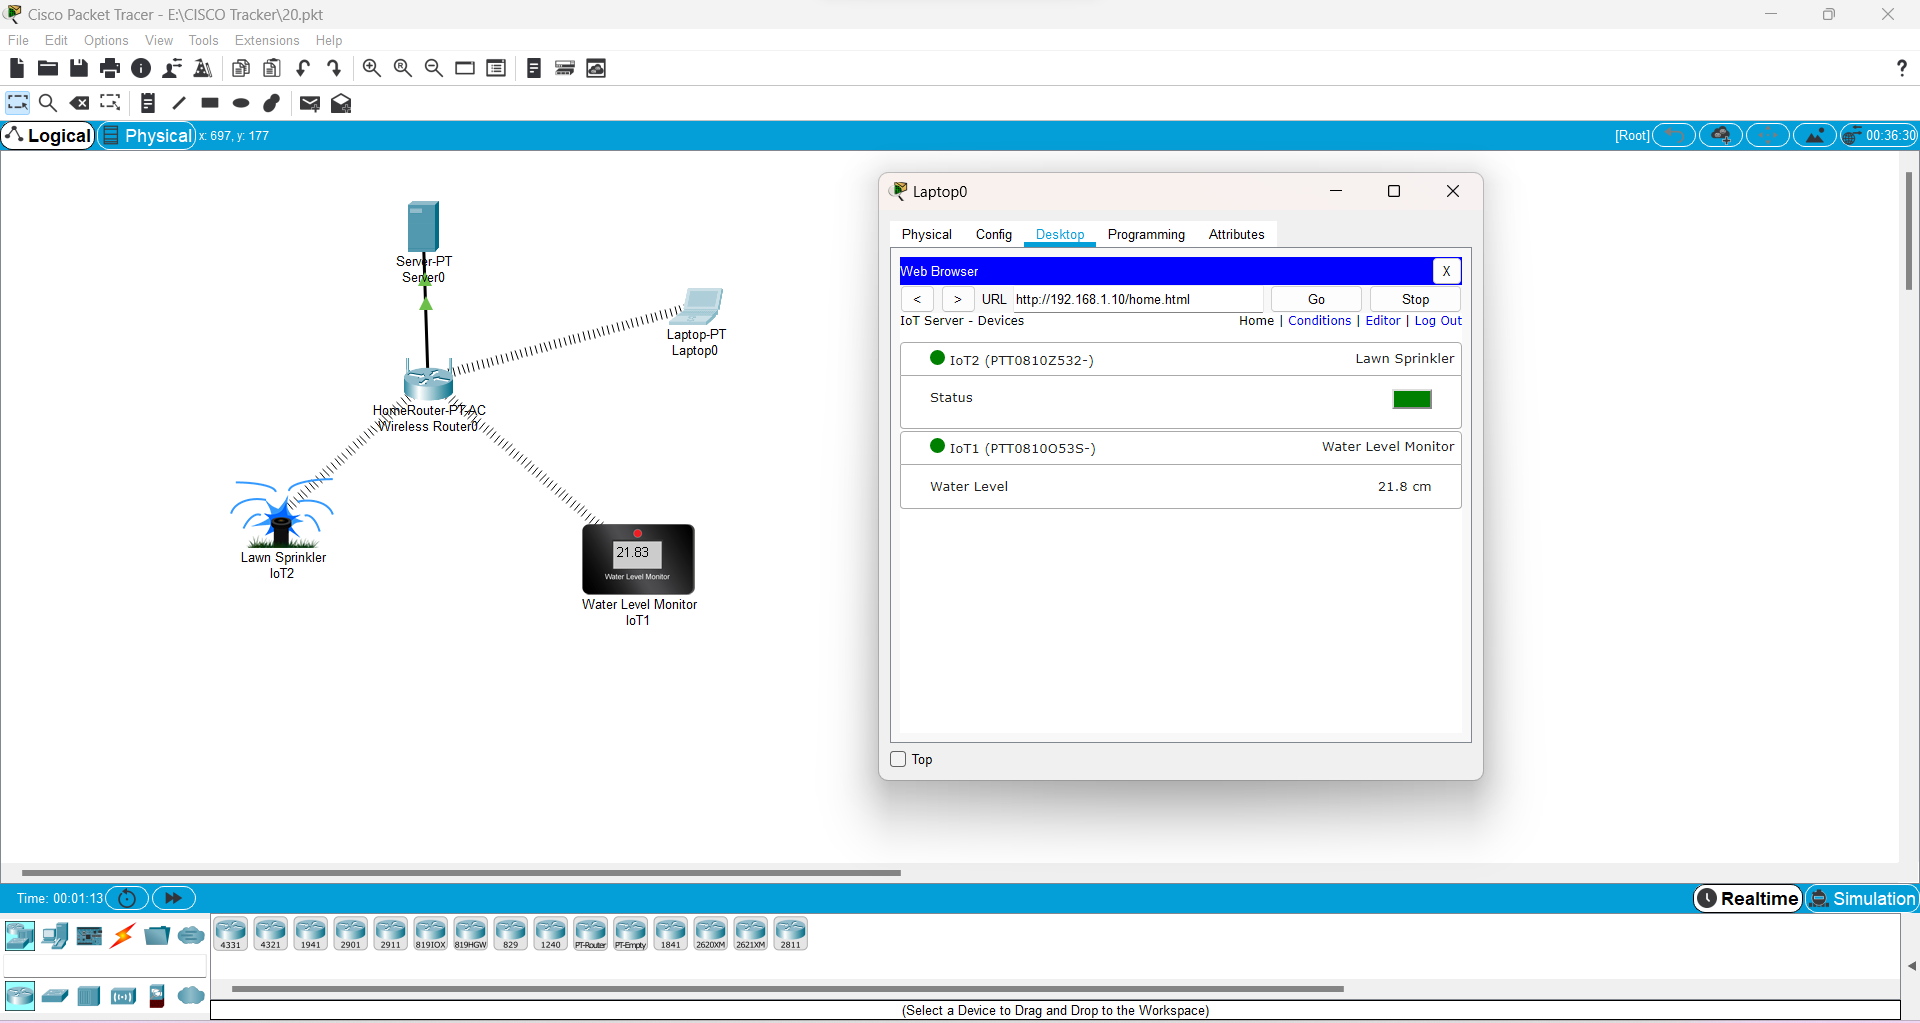 Cisco Packet Tracer - E:\CISCO Tracker\20.pkt
File Edit Options View Tools Extensions Help
?
Logical Physical x: 697, y: 177 [Root] 00:36:30
Server-PT
Server0
Laptop-PT
Laptop0
HomeRouter-PT-AC
Wireless Router0
Lawn Sprinkler
IoT2
21.83
Water Level Monitor
Water Level Monitor
IoT1
Laptop0
Physical Config Desktop Programming Attributes
Web Browser X
< > URL http://192.168.1.10/home.html Go Stop
IoT Server - Devices Home | Conditions | Editor | Log Out
IoT2 (PTT0810Z532-) Lawn Sprinkler
Status
IoT1 (PTT0810O53S-) Water Level Monitor
Water Level 21.8 cm
Top
Time: 00:01:13 Realtime Simulation
4331 4321 1941 2901 2911 819IOX 819HGW 829 1240 PT-Router PT-Empty 1841 2620XM 2621XM 2811
(Select a Device to Drag and Drop to the Workspace)